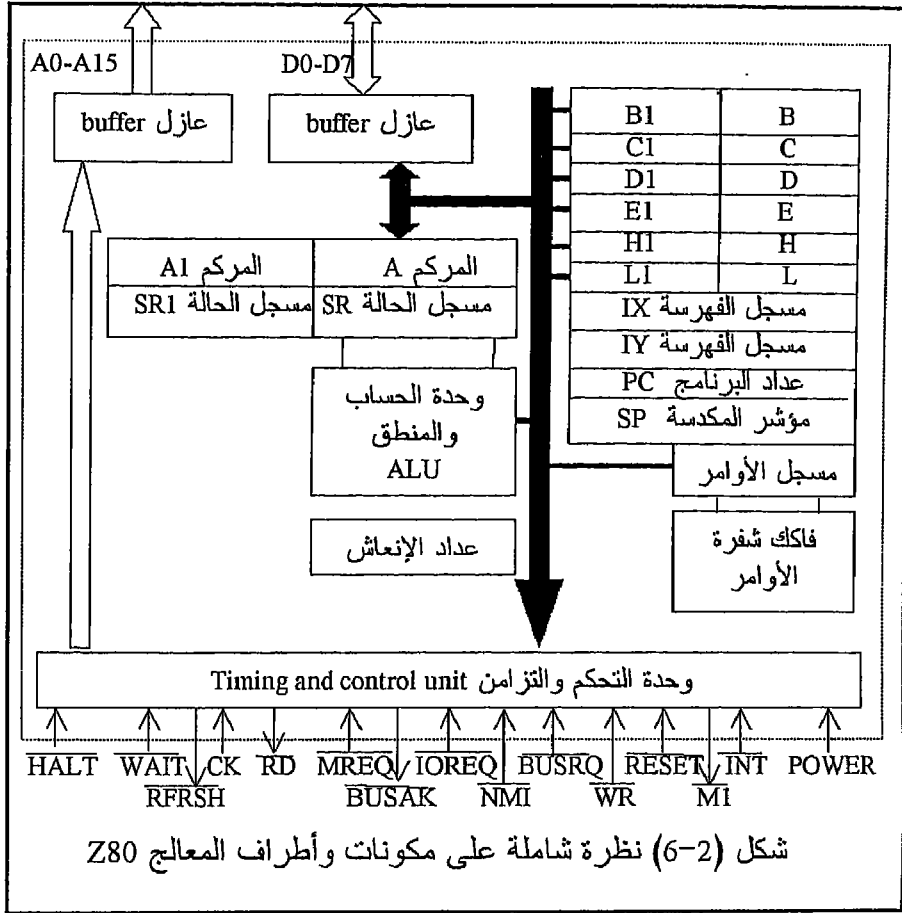 A0-A15
D0-D7
عازل buffer
عازل buffer
B1 B
C1 C
D1 D
E1 E
H1 H
L1 L
مسجل الفهرسة IX
مسجل الفهرسة IY
عداد البرنامج PC
مؤشر المكدسة SP
المركم A
المركم A1
مسجل الحالة SR
مسجل الحالة SR1
وحدة الحساب
والمنطق
ALU
مسجل الأوامر
عداد الإنعاش
فاكك شفرة
الأوامر
وحدة التحكم والتزامن Timing and control unit
HALT WAIT CK RD MREQ IOREQ BUSRQ RESET INT POWER
RFRSH BUSAK NMI WR M1
شكل (2-6) نظرة شاملة على مكونات وأطراف المعالج Z80